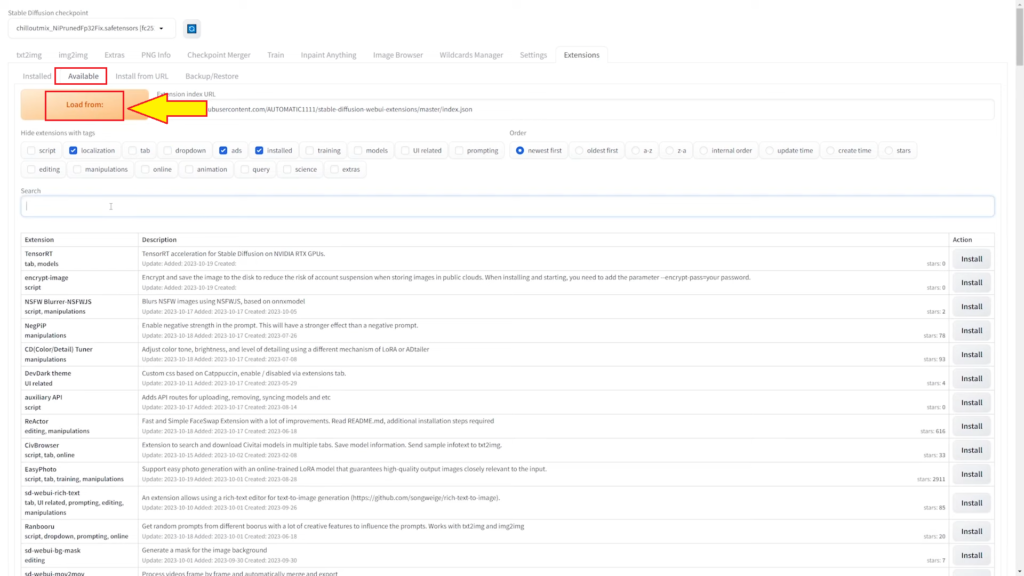 Stable Diffusion checkpoint
chilloutmix_NiPrunedFp32Fix.safetensors [fc25
txt2img img2img Extras PNG Info Checkpoint Merger Train Inpaint Anything Image Browser Wildcards Manager Settings Extensions
Installed Available Install from URL Backup/Restore
Load from:
Extension index URL
ubusercontent.com/AUTOMATIC1111/stable-diffusion-webui-extensions/master/index.json
Hide extensions with tags Order
script localization tab dropdown ads installed training models UI related prompting newest first oldest first a-z z-a internal order update time create time stars
editing manipulations online animation query science extras
Search
Extension Description Action
TensorRT TensorRT acceleration for Stable Diffusion on NVIDIA RTX GPUs. Install
tab, models Update: Added: 2023-10-19 Created: stars: 0
encrypt-image Encrypt and save the image to the disk to reduce the risk of account suspension when storing images in public clouds. When installing and starting, you need to add the parameter --encrypt-pass=your password. Install
script Update: Added: 2023-10-19 Created: stars: 0
NSFW Blurrer-NSFWJS Blurs NSFW images using NSFWJS, based on onnxmodel Install
script, manipulations Update: 2023-10-17 Added: 2023-10-17 Created: 2023-10-05 stars: 2
NegPiP Enable negative strength in the prompt. This will have a stronger effect than a negative prompt. Install
manipulations Update: 2023-10-18 Added: 2023-10-17 Created: 2023-07-26 stars: 78
CD(Color/Detail) Tuner Adjust color tone, brightness, and level of detailing using a different mechanism of LoRA or ADtailer Install
manipulations Update: 2023-10-18 Added: 2023-10-17 Created: 2023-07-08 stars: 93
DevDark theme Custom css based on Catppuccin, enable / disabled via extensions tab. Install
UI related Update: 2023-10-11 Added: 2023-10-17 Created: 2023-05-29 stars: 4
auxiliary API Adds API routes for uploading, removing, syncing models and etc Install
script Update: 2023-10-17 Added: 2023-10-17 Created: 2023-08-14 stars: 0
ReActor Fast and Simple FaceSwap Extension with a lot of improvements. Read README.md, additional installation steps required Install
editing, manipulations Update: 2023-10-18 Added: 2023-10-17 Created: 2023-06-18 stars: 616
CivBrowser Extension to search and download Civitai models in multiple tabs. Save model information. Send sample infotext to txt2img. Install
script, tab, online Update: 2023-10-15 Added: 2023-10-02 Created: 2023-02-08 stars: 33
EasyPhoto Support easy photo generation with an online-trained LoRA model that guarantees high-quality output images closely relevant to the input. Install
script, tab, training, manipulations Update: 2023-10-19 Added: 2023-10-01 Created: 2023-08-28 stars: 2911
sd-webui-rich-text An extension allows using a rich-text editor for text-to-image generation (https://github.com/songweige/rich-text-to-image). Install
tab, UI related, prompting, editing, Update: 2023-10-10 Added: 2023-10-01 Created: 2023-09-26 stars: 85
manipulations
Ranbooru Get random prompts from different boorus with a lot of creative features to influence the prompts. Works with txt2img and img2img Install
script, dropdown, prompting, online Update: 2023-10-18 Added: 2023-10-01 Created: 2023-06-18 stars: 20
sd-webui-bg-mask Generate a mask for the image background Install
editing Update: 2023-10-01 Added: 2023-09-30 Created: 2023-09-30 stars: 7
sd-webui-mov2mov Process videos frame by frame and automatically merge and export